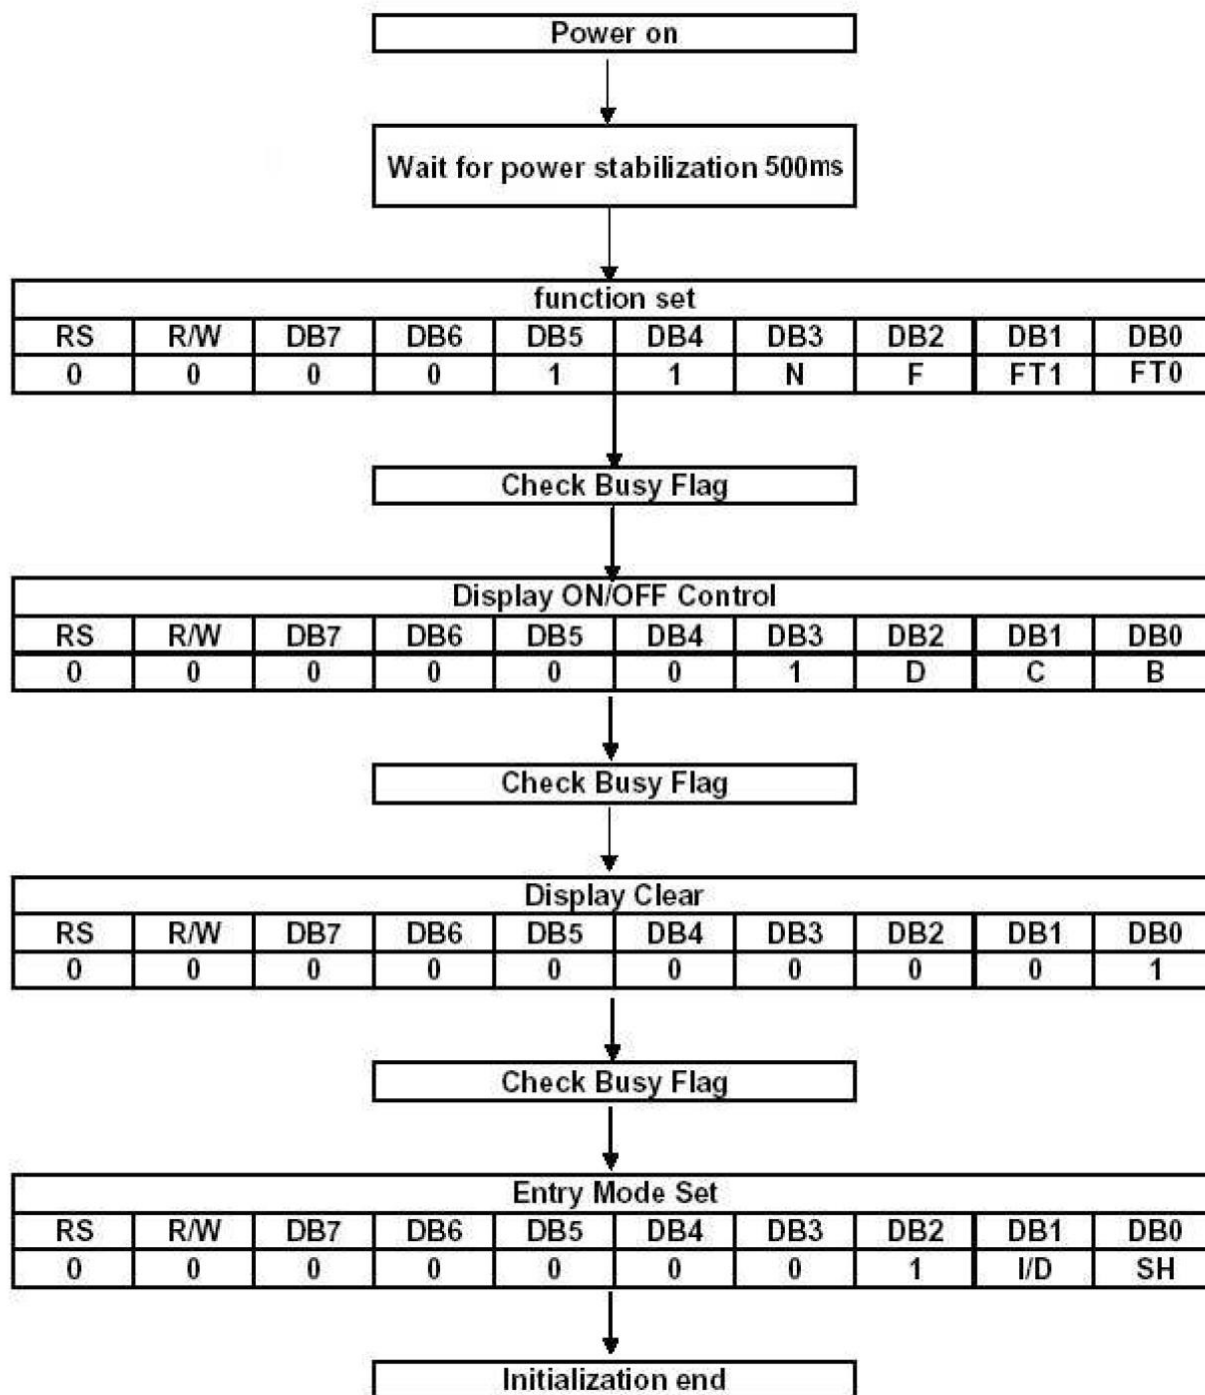 Power on
Wait for power stabilization 500ms
function set
RS R/W DB7 DB6 DB5 DB4 DB3 DB2 DB1 DB0
0 0 0 0 1 1 N F FT1 FT0
Check Busy Flag
Display ON/OFF Control
RS R/W DB7 DB6 DB5 DB4 DB3 DB2 DB1 DB0
0 0 0 0 0 0 1 D C B
Check Busy Flag
Display Clear
RS R/W DB7 DB6 DB5 DB4 DB3 DB2 DB1 DB0
0 0 0 0 0 0 0 0 0 1
Check Busy Flag
Entry Mode Set
RS R/W DB7 DB6 DB5 DB4 DB3 DB2 DB1 DB0
0 0 0 0 0 0 0 1 I/D SH
Initialization end